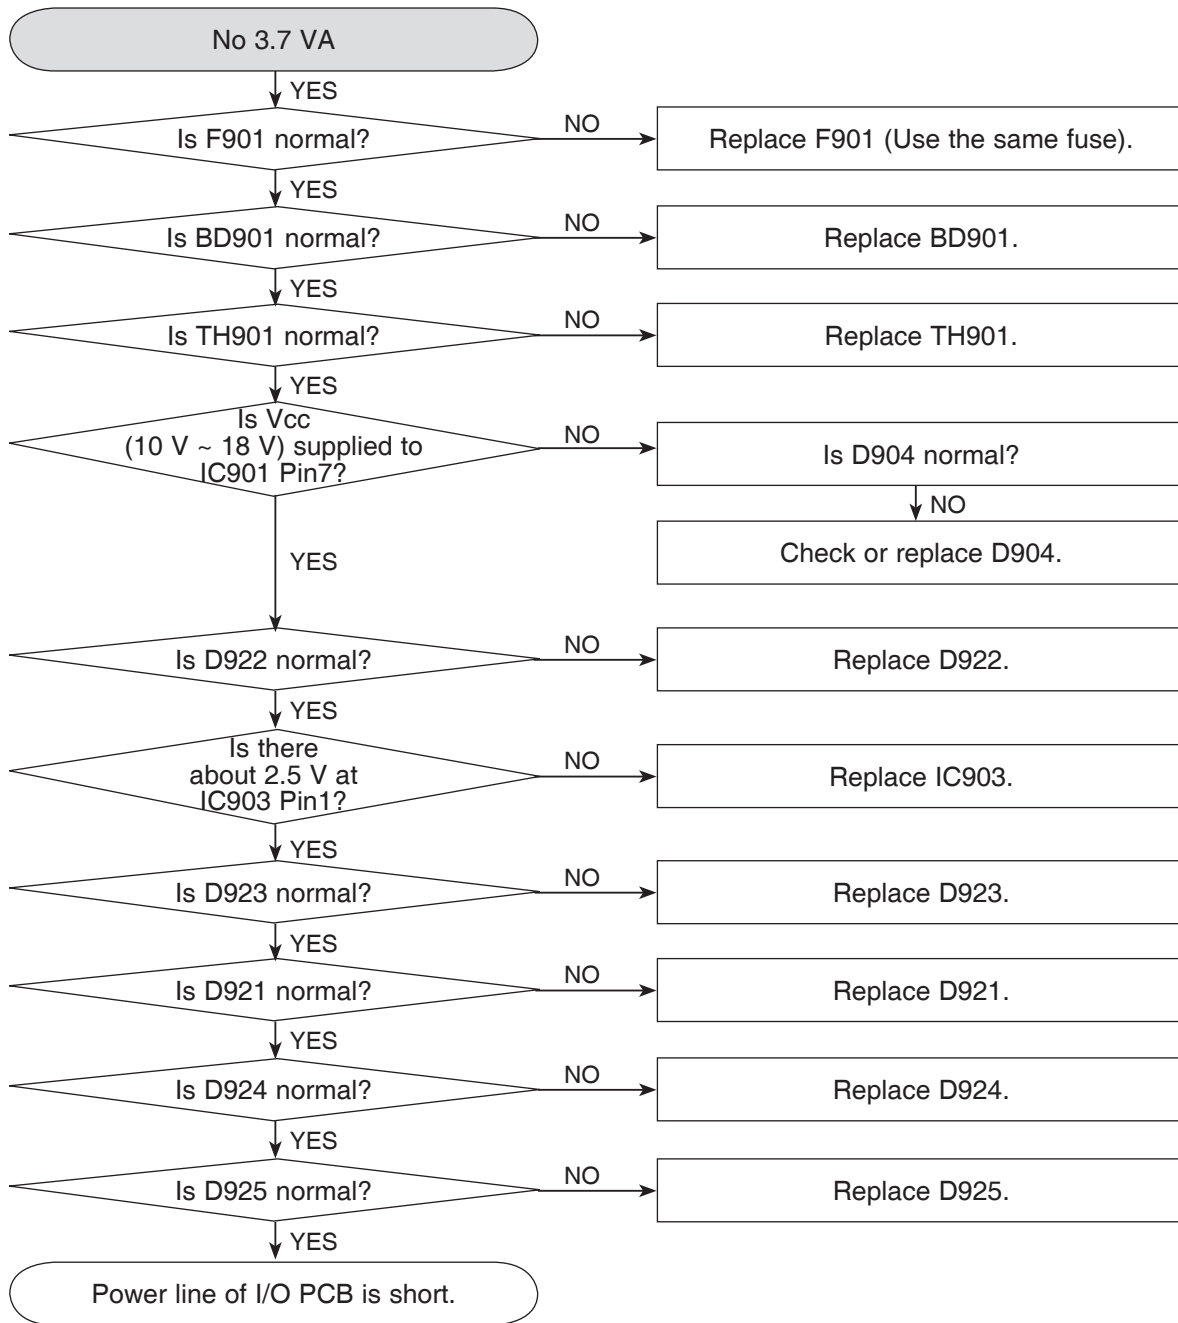 No 3.7 VA
YES
Is F901 normal?
NO
Replace F901 (Use the same fuse).
YES
Is BD901 normal?
NO
Replace BD901.
YES
Is TH901 normal?
NO
Replace TH901.
YES
Is Vcc
(10 V ~ 18 V) supplied to
IC901 Pin7?
NO
Is D904 normal?
NO
Check or replace D904.
YES
Is D922 normal?
NO
Replace D922.
YES
Is there
about 2.5 V at
IC903 Pin1?
NO
Replace IC903.
YES
Is D923 normal?
NO
Replace D923.
YES
Is D921 normal?
NO
Replace D921.
YES
Is D924 normal?
NO
Replace D924.
YES
Is D925 normal?
NO
Replace D925.
YES
Power line of I/O PCB is short.